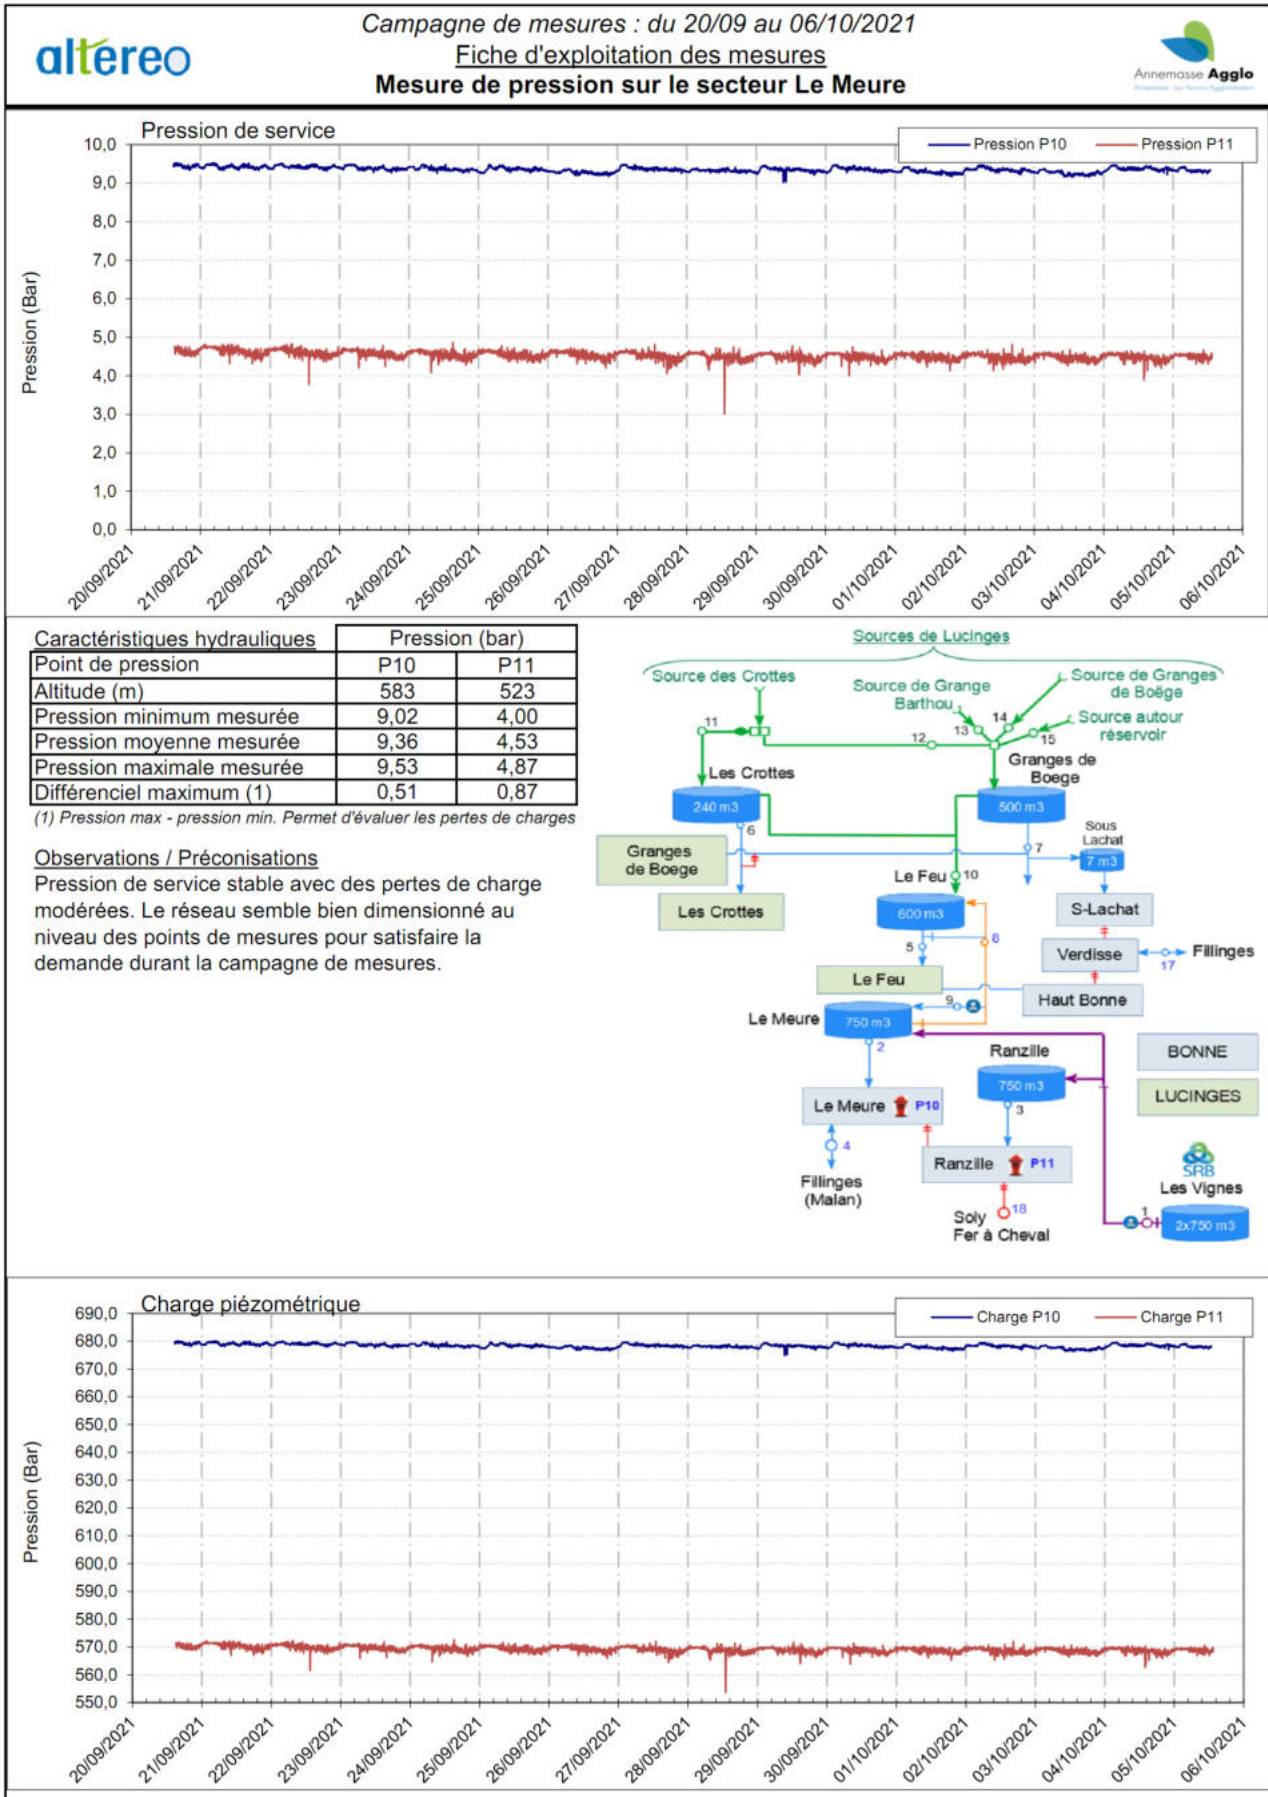 altereo
Campagne de mesures : du 20/09 au 06/10/2021
Fiche d'exploitation des mesures
Mesure de pression sur le secteur Le Meure
Annemasse Agglo
Pression de service
Pression P10
Pression P11
Pression (Bar)
10,0
9,0
8,0
7,0
6,0
5,0
4,0
3,0
2,0
1,0
0,0
20/09/2021
21/09/2021
22/09/2021
23/09/2021
24/09/2021
25/09/2021
26/09/2021
27/09/2021
28/09/2021
29/09/2021
30/09/2021
01/10/2021
02/10/2021
03/10/2021
04/10/2021
05/10/2021
06/10/2021
Caractéristiques hydrauliques Pression (bar)
Point de pression P10 P11
Altitude (m) 583 523
Pression minimum mesurée 9,02 4,00
Pression moyenne mesurée 9,36 4,53
Pression maximale mesurée 9,53 4,87
Différenciel maximum (1) 0,51 0,87
(1) Pression max - pression min. Permet d'évaluer les pertes de charges
Observations / Préconisations
Pression de service stable avec des pertes de charge
modérées. Le réseau semble bien dimensionné au
niveau des points de mesures pour satisfaire la
demande durant la campagne de mesures.
Sources de Lucinges
Source des Crottes
Source de Grange
Barthou
Source de Granges
de Boëge
Source autour
réservoir
11
12
13
14
15
Les Crottes
240 m3
6
Granges de
Boege
500 m3
7
Sous
Lachat
7 m3
Granges
de Boege
Les Crottes
Le Feu
10
600 m3
5
8
S-Lachat
Verdisse
17
Fillinges
Haut Bonne
Le Feu
9
Le Meure
750 m3
2
Ranzille
750 m3
3
BONNE
LUCINGES
Le Meure P10
4
Fillinges
(Malan)
Ranzille P11
18
Soly
Fer à Cheval
SRB
Les Vignes
1
2x750 m3
Charge piézométrique
Charge P10
Charge P11
Pression (Bar)
690,0
680,0
670,0
660,0
650,0
640,0
630,0
620,0
610,0
600,0
590,0
580,0
570,0
560,0
550,0
20/09/2021
21/09/2021
22/09/2021
23/09/2021
24/09/2021
25/09/2021
26/09/2021
27/09/2021
28/09/2021
29/09/2021
30/09/2021
01/10/2021
02/10/2021
03/10/2021
04/10/2021
05/10/2021
06/10/2021